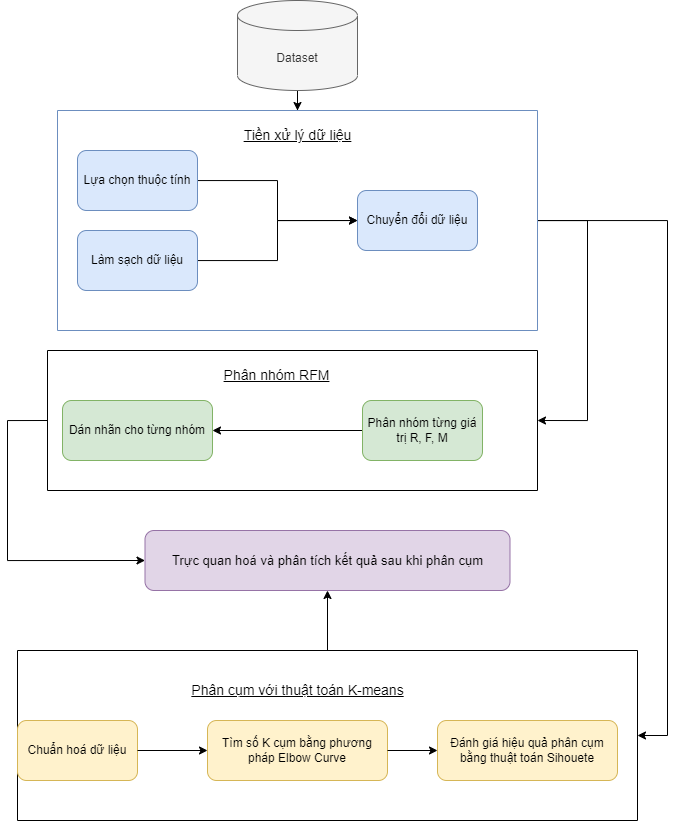 Dataset
Tiền xử lý dữ liệu
Lựa chọn thuộc tính
Làm sạch dữ liệu
Chuyển đổi dữ liệu
Phân nhóm RFM
Dán nhãn cho từng nhóm
Phân nhóm từng giá
trị R, F, M
Trực quan hoá và phân tích kết quả sau khi phân cụm
Phân cụm với thuật toán K-means
Chuẩn hoá dữ liệu
Tìm số K cụm bằng phương
pháp Elbow Curve
Đánh giá hiệu quả phân cụm
bằng thuật toán Sihouete